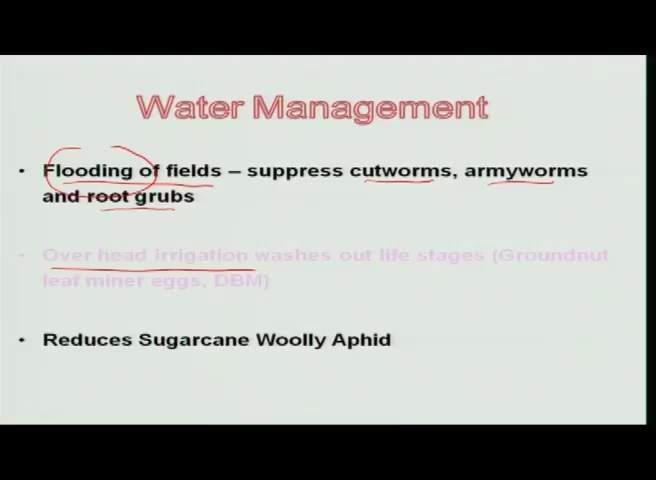 Water Management
• Flooding of fields – suppress cutworms, armyworms
and root grubs
• Over head irrigation washes out life stages (Groundnut
leaf miner eggs, DBM)
• Reduces Sugarcane Woolly Aphid